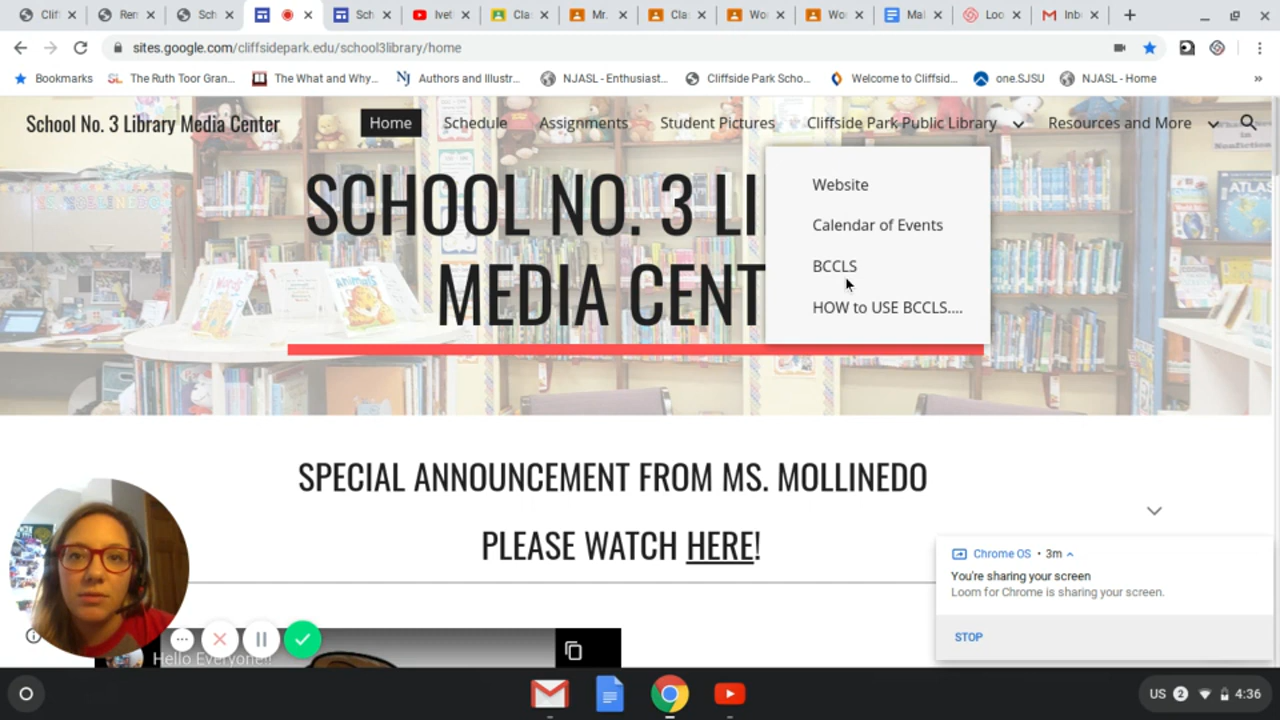 Clif
Ren
Sch
Sch
Ivet
Cla
Mr.
Cla
Wo
Wo
Mai
Loo
Inb
sites.google.com/cliffsidepark.edu/school3library/home
Bookmarks
The Ruth Toor Gran...
The What and Why...
Authors and Illustr...
NJASL - Enthusiast...
Cliffside Park Scho...
Welcome to Cliffsid...
one.SJSU
NJASL - Home
»
School No. 3 Library Media Center
Home
Schedule
Assignments
Student Pictures
Cliffside Park Public Library
Resources and More
Website
Calendar of Events
BCCLS
HOW to USE BCCLS....
SCHOOL NO. 3 LI
MEDIA CENT
words
Animals
ATLAS
SPECIAL ANNOUNCEMENT FROM MS. MOLLINEDO
PLEASE WATCH HERE!
Chrome OS • 3m
You're sharing your screen
Loom for Chrome is sharing your screen.
STOP
Hello Everyone!!
US 2 4:36